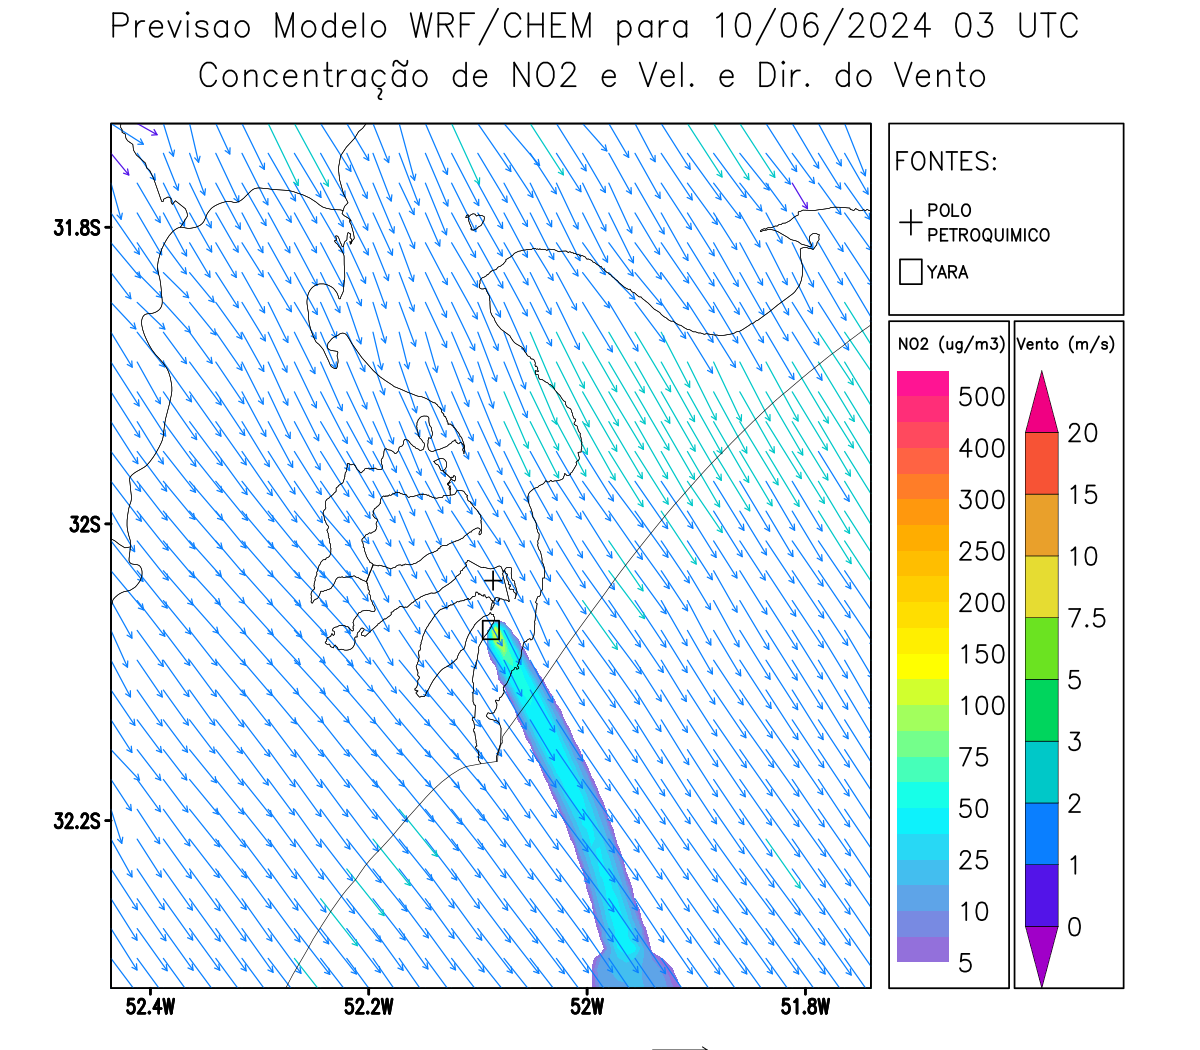 Previsao Modelo WRF/CHEM para 10/06/2024 03 UTC
Concentração de NO2 e Vel. e Dir. do Vento
FONTES:
POLO
PETROQUIMICO
YARA
NO2 (ug/m3)
500
400
300
250
200
150
100
75
50
25
10
5
Vento (m/s)
20
15
10
7.5
5
3
2
1
0
31.8S
32S
32.2S
52.4W
52.2W
52W
51.8W